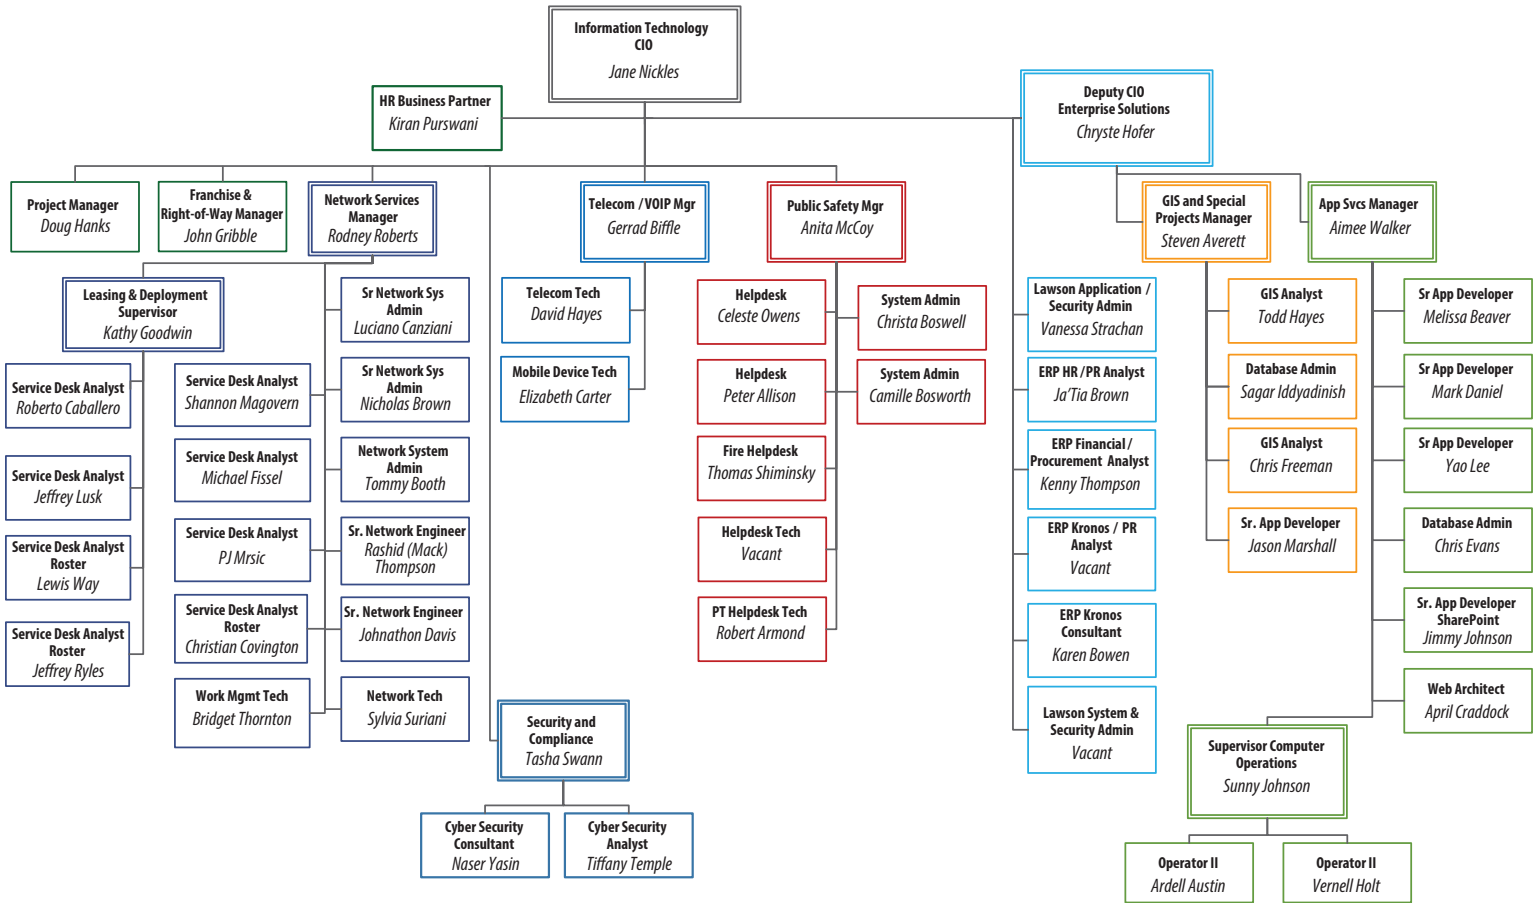 Information Technology
CIO
Jane Nickles
HR Business Partner
Kiran Purswani
Deputy CIO
Enterprise Solutions
Chryste Hofer
Project Manager
Doug Hanks
Franchise &
Right-of-Way Manager
John Gribble
Network Services
Manager
Rodney Roberts
Telecom / VOIP Mgr
Gerrad Biffle
Public Safety Mgr
Anita McCoy
GIS and Special
Projects Manager
Steven Averett
App Svcs Manager
Aimee Walker
Leasing & Deployment
Supervisor
Kathy Goodwin
Service Desk Analyst
Roberto Caballero
Service Desk Analyst
Jeffrey Lusk
Service Desk Analyst
Roster
Lewis Way
Service Desk Analyst
Roster
Jeffrey Ryles
Service Desk Analyst
Shannon Magovern
Service Desk Analyst
Michael Fissel
Service Desk Analyst
PJ Mrsic
Service Desk Analyst
Roster
Christian Covington
Work Mgmt Tech
Bridget Thornton
Sr Network Sys
Admin
Luciano Canziani
Sr Network Sys
Admin
Nicholas Brown
Network System
Admin
Tommy Booth
Sr. Network Engineer
Rashid (Mack)
Thompson
Sr. Network Engineer
Johnathon Davis
Network Tech
Sylvia Suriani
Security and
Compliance
Tasha Swann
Cyber Security
Consultant
Naser Yasin
Cyber Security
Analyst
Tiffany Temple
Telecom Tech
David Hayes
Mobile Device Tech
Elizabeth Carter
Helpdesk
Celeste Owens
Helpdesk
Peter Allison
Fire Helpdesk
Thomas Shiminsky
Helpdesk Tech
Vacant
PT Helpdesk Tech
Robert Armond
System Admin
Christa Boswell
System Admin
Camille Bosworth
Lawson Application /
Security Admin
Vanessa Strachan
ERP HR /PR Analyst
Ja'Tia Brown
ERP Financial /
Procurement Analyst
Kenny Thompson
ERP Kronos / PR
Analyst
Vacant
ERP Kronos
Consultant
Karen Bowen
Lawson System &
Security Admin
Vacant
GIS Analyst
Todd Hayes
Database Admin
Sagar Iddyadinish
GIS Analyst
Chris Freeman
Sr. App Developer
Jason Marshall
Sr App Developer
Melissa Beaver
Sr App Developer
Mark Daniel
Sr App Developer
Yao Lee
Database Admin
Chris Evans
Sr. App Developer
SharePoint
Jimmy Johnson
Web Architect
April Craddock
Supervisor Computer
Operations
Sunny Johnson
Operator II
Ardell Austin
Operator II
Vernell Holt